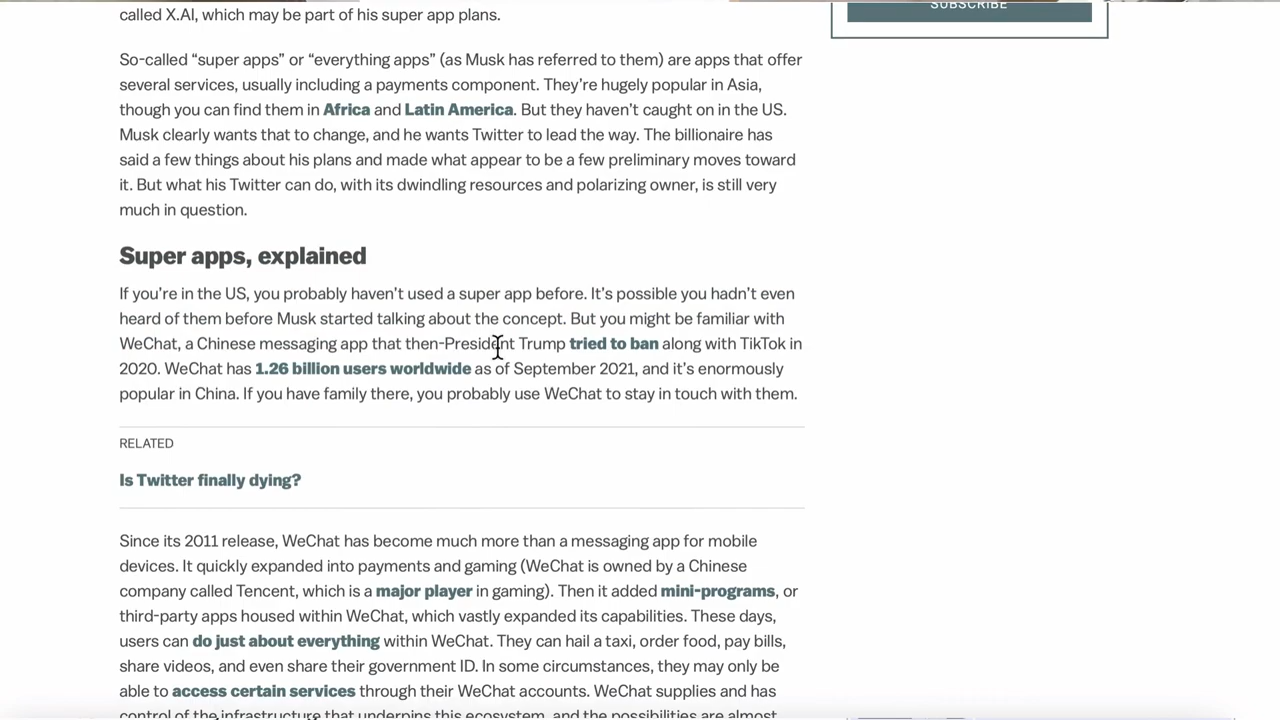 called X.AI, which may be part of his super app plans.
SUBSCRIBE
So-called “super apps” or “everything apps” (as Musk has referred to them) are apps that offer
several services, usually including a payments component. They’re hugely popular in Asia,
though you can find them in Africa and Latin America. But they haven’t caught on in the US.
Musk clearly wants that to change, and he wants Twitter to lead the way. The billionaire has
said a few things about his plans and made what appear to be a few preliminary moves toward
it. But what his Twitter can do, with its dwindling resources and polarizing owner, is still very
much in question.
Super apps, explained
If you’re in the US, you probably haven’t used a super app before. It’s possible you hadn’t even
heard of them before Musk started talking about the concept. But you might be familiar with
WeChat, a Chinese messaging app that then-President Trump tried to ban along with TikTok in
2020. WeChat has 1.26 billion users worldwide as of September 2021, and it’s enormously
popular in China. If you have family there, you probably use WeChat to stay in touch with them.
RELATED
Is Twitter finally dying?
Since its 2011 release, WeChat has become much more than a messaging app for mobile
devices. It quickly expanded into payments and gaming (WeChat is owned by a Chinese
company called Tencent, which is a major player in gaming). Then it added mini-programs, or
third-party apps housed within WeChat, which vastly expanded its capabilities. These days,
users can do just about everything within WeChat. They can hail a taxi, order food, pay bills,
share videos, and even share their government ID. In some circumstances, they may only be
able to access certain services through their WeChat accounts. WeChat supplies and has
control of the infrastructure that underpins this ecosystem, and the possibilities are almost